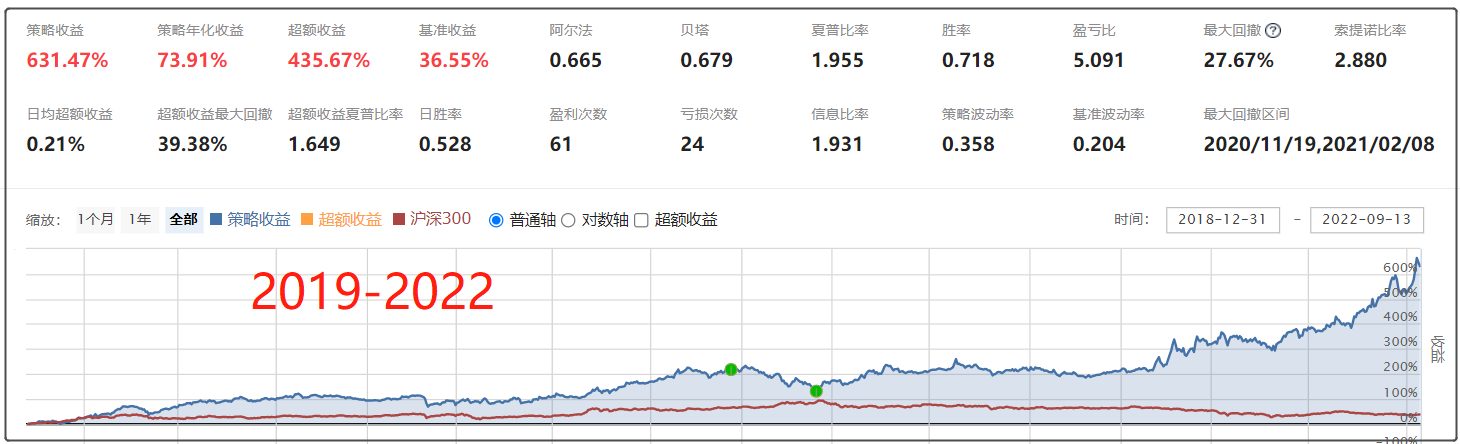 策略收益 策略年化收益 超额收益 基准收益 阿尔法 贝塔 夏普比率 胜率 盈亏比 最大回撤 ? 索提诺比率
631.47% 73.91% 435.67% 36.55% 0.665 0.679 1.955 0.718 5.091 27.67% 2.880
日均超额收益 超额收益最大回撤 超额收益夏普比率 日胜率 盈利次数 亏损次数 信息比率 策略波动率 基准波动率 最大回撤区间
0.21% 39.38% 1.649 0.528 61 24 1.931 0.358 0.204 2020/11/19,2021/02/08
缩放: 1个月 1年 全部 策略收益 超额收益 沪深300 普通轴 对数轴 超额收益 时间: 2018-12-31 - 2022-09-13
2019-2022
600%
500%
400%
300%
200%
100%
0%
-100%
收益